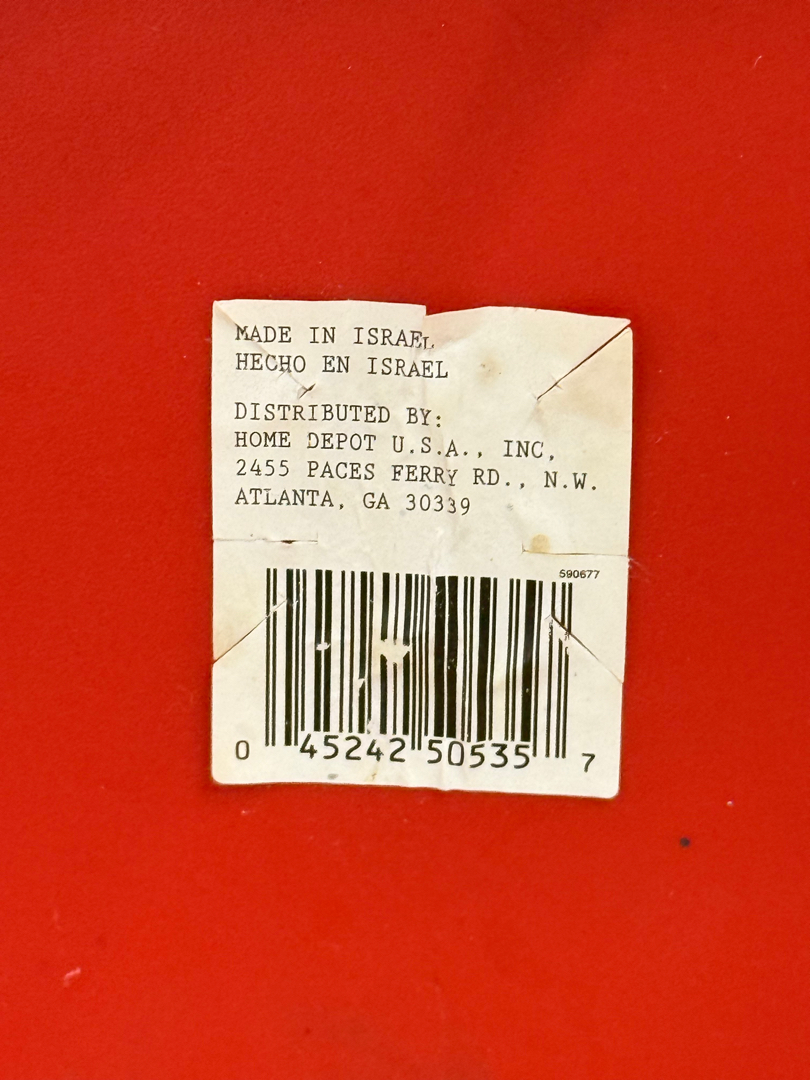 MADE IN ISRAEL
HECHO EN ISRAEL
DISTRIBUTED BY:
HOME DEPOT U.S.A., INC,
2455 PACES FERRY RD., N.W.
ATLANTA, GA 30339
590677
0 45242 50535 7